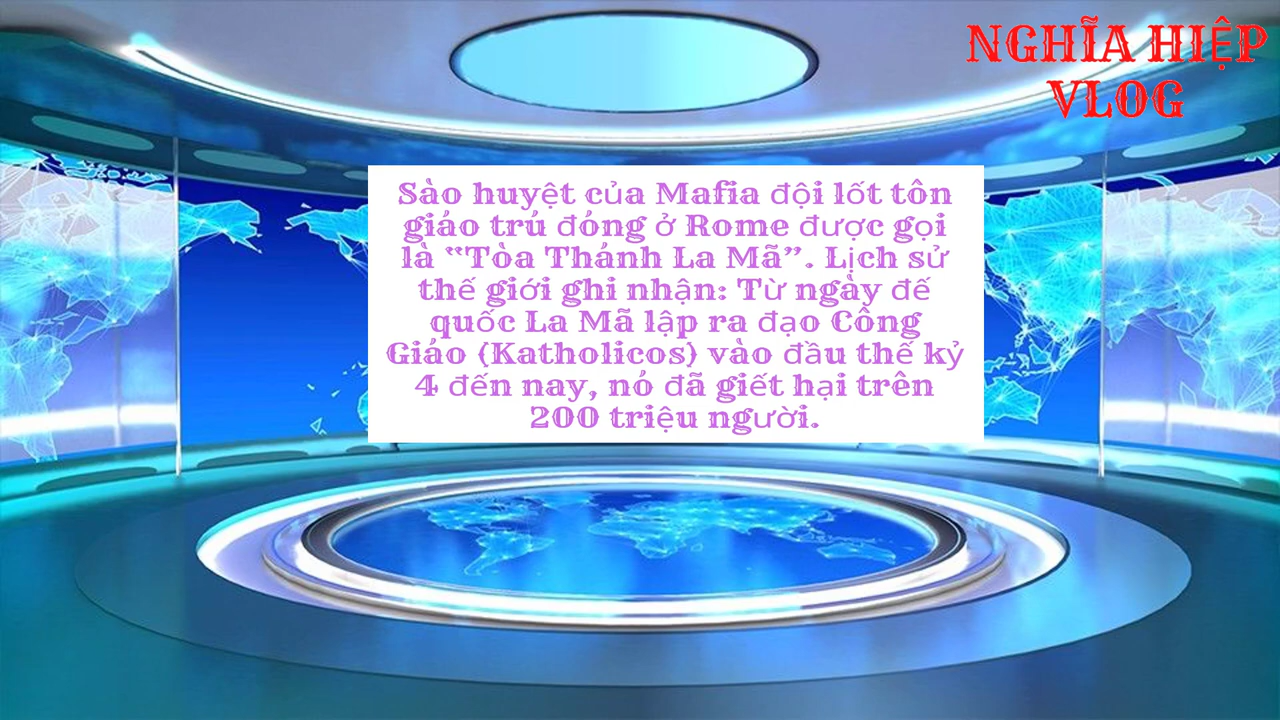 NGHĨA HIỆP
VLOG
Sào huyệt của Mafia đội lốt tôn
giáo trú đóng ở Rome được gọi
là “Tòa Thánh La Mã”. Lịch sử
thế giới ghi nhận: Từ ngày đế
quốc La Mã lập ra đạo Công
Giáo (Katholicos) vào đầu thế kỷ
4 đến nay, nó đã giết hại trên
200 triệu người.